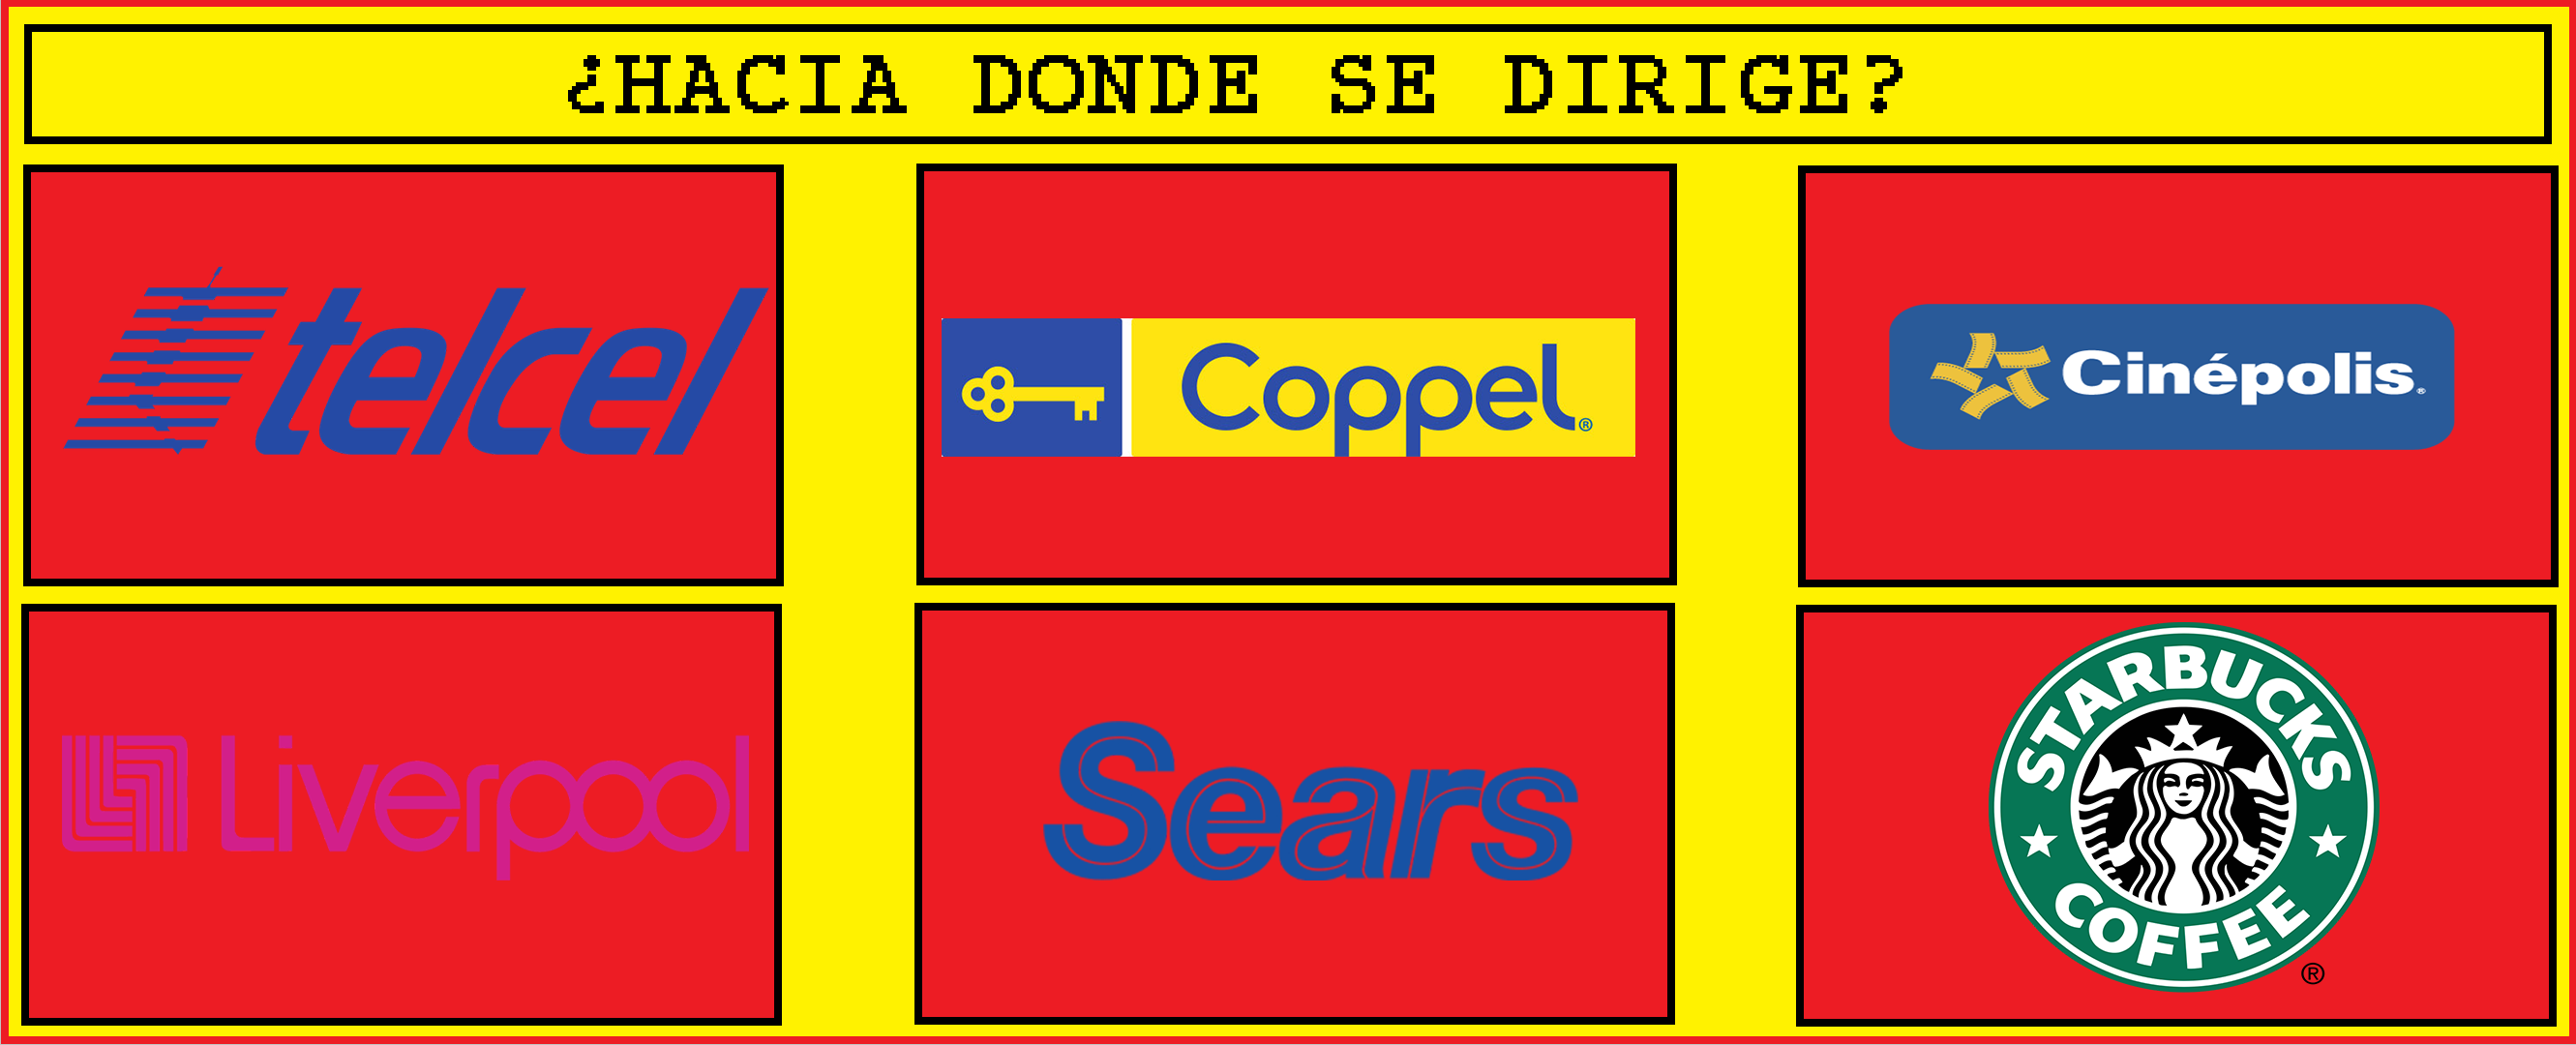 ¿HACIA DONDE SE DIRIGE?
telcel
Coppel®
Cinépolis®
Liverpool
Sears
STARBUCKS
COFFEE
®